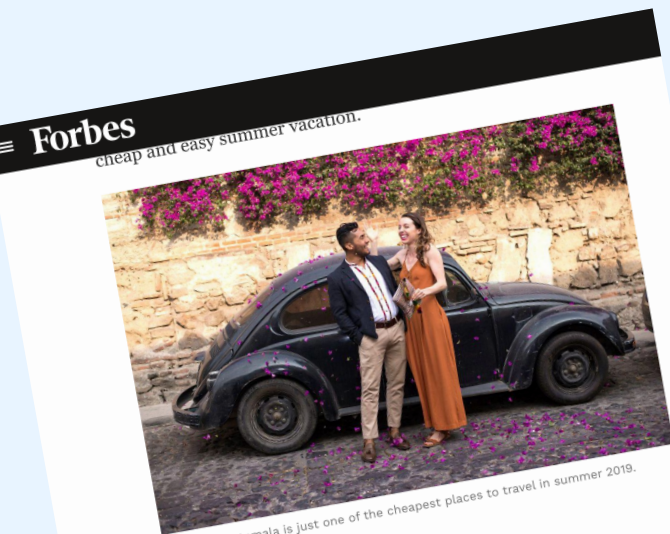 Forbes
cheap and easy summer vacation.
is just one of the cheapest places to travel in summer 2019.